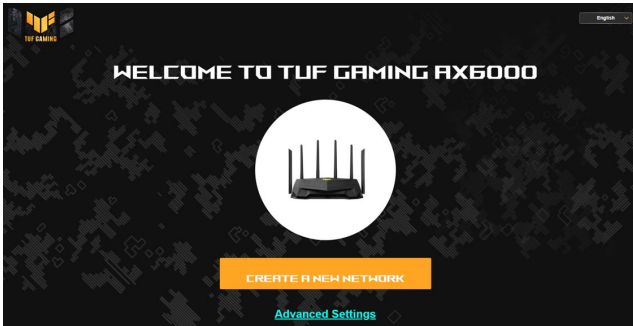 TUF GAMING
English
WELCOME TO TUF GAMING AX6000
CREATE A NEW NETWORK
Advanced Settings